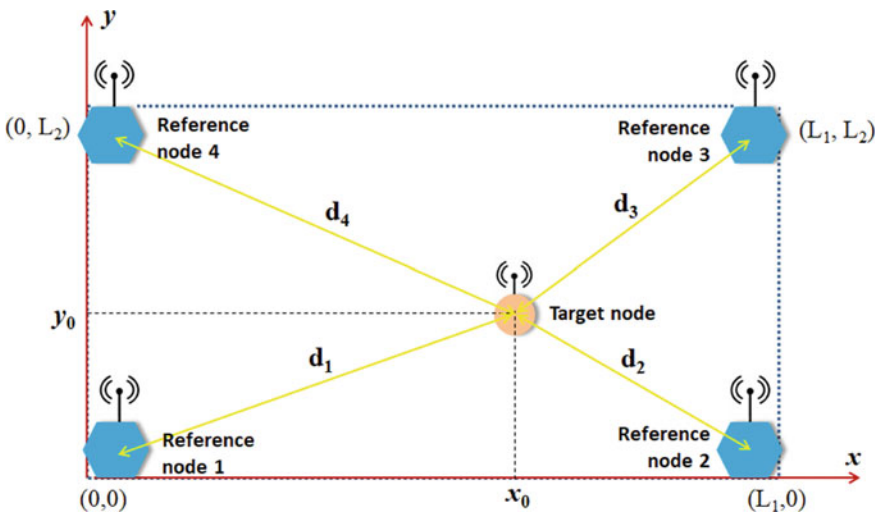 y
(0, L₂)
Reference
node 4
Reference
node 3
(L₁, L₂)
d₄
d₃
y₀
Target node
d₁
d₂
Reference
node 1
Reference
node 2
x
(0,0)
x₀
(L₁,0)